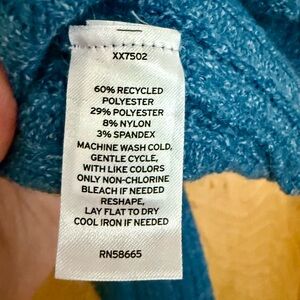 XX7502
60% RECYCLED
POLYESTER
29% POLYESTER
8% NYLON
3% SPANDEX
MACHINE WASH COLD,
GENTLE CYCLE,
WITH LIKE COLORS
ONLY NON-CHLORINE
BLEACH IF NEEDED
RESHAPE,
LAY FLAT TO DRY
COOL IRON IF NEEDED
RN58665